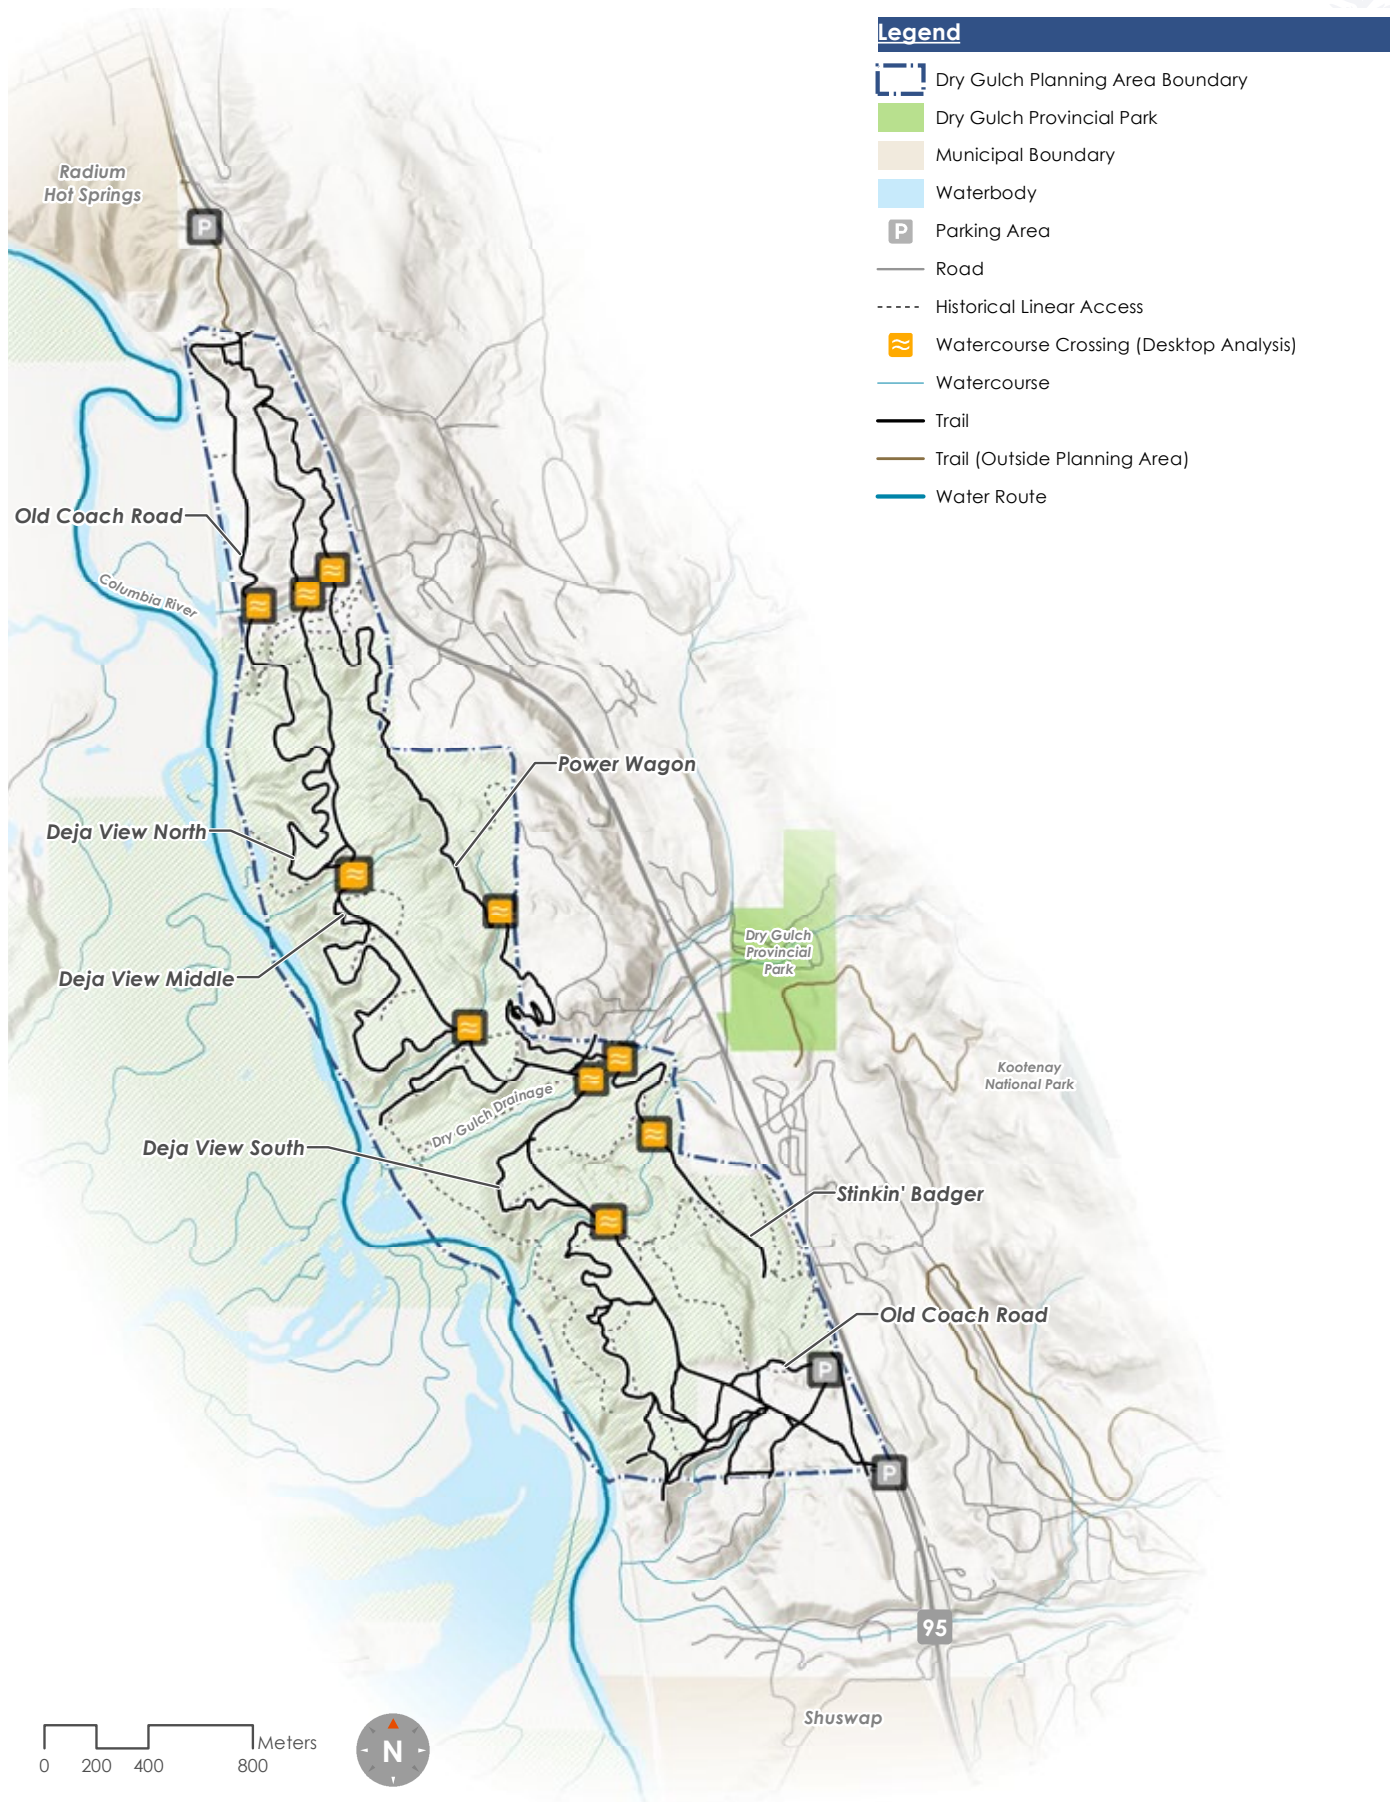 Legend
Dry Gulch Planning Area Boundary
Dry Gulch Provincial Park
Municipal Boundary
Waterbody
P
Parking Area
Road
Historical Linear Access
Watercourse Crossing (Desktop Analysis)
Watercourse
Trail
Trail (Outside Planning Area)
Water Route
Radium
Hot Springs
P
Old Coach Road
Columbia River
Power Wagon
Deja View North
Dry Gulch
Provincial
Park
Deja View Middle
Kootenay
National Park
Dry Gulch Drainage
Deja View South
Stinkin' Badger
Old Coach Road
P
P
95
Shuswap
Meters
0 200 400 800
N